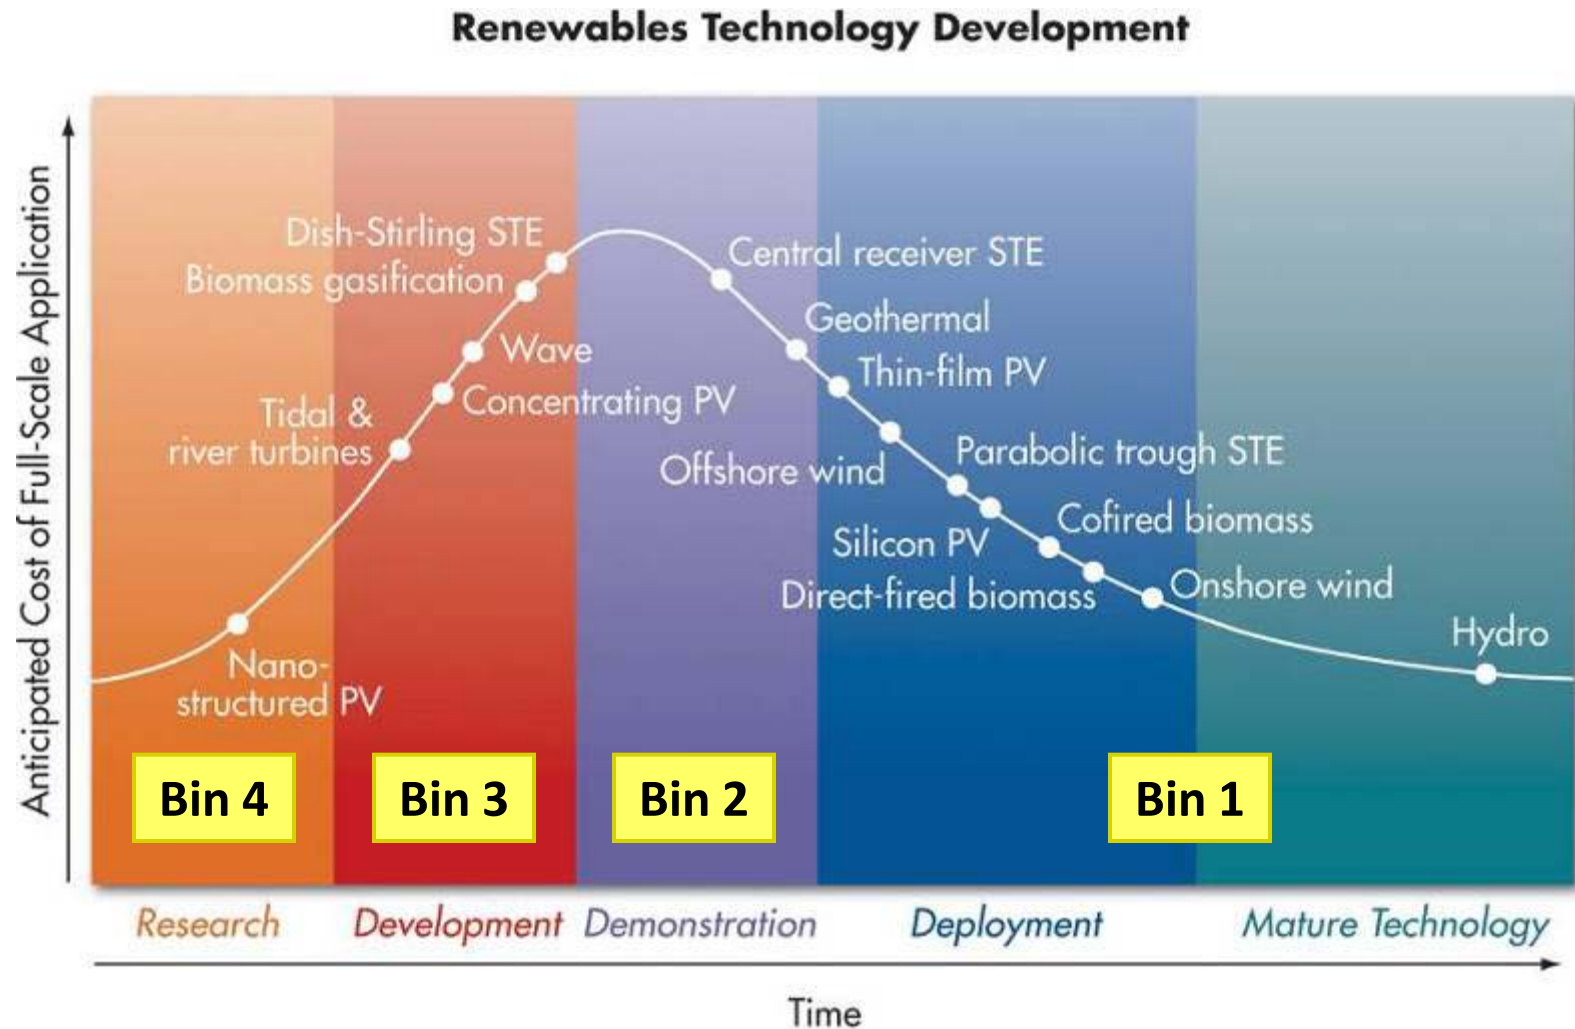 Renewables Technology Development
Anticipated Cost of Full-Scale Application
Dish-Stirling STE
Biomass gasification
Wave
Concentrating PV
Tidal &
river turbines
Nano-
structured PV
Central receiver STE
Geothermal
Thin-film PV
Offshore wind
Parabolic trough STE
Silicon PV
Cofired biomass
Direct-fired biomass
Onshore wind
Hydro
Bin 4
Bin 3
Bin 2
Bin 1
Research
Development
Demonstration
Deployment
Mature Technology
Time